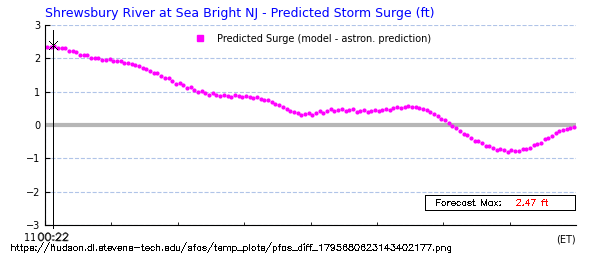 Shrewsbury River at Sea Bright NJ - Predicted Storm Surge (ft)
3
Predicted Surge (model - astron. prediction)
2
1
0
−1
−2
Forecast Max: 2.47 ft
−3
1100:22
(ET)
https://hudson.dl.stevens-tech.edu/sfas/temp_plots/pfas_diff_1795680623143402177.png